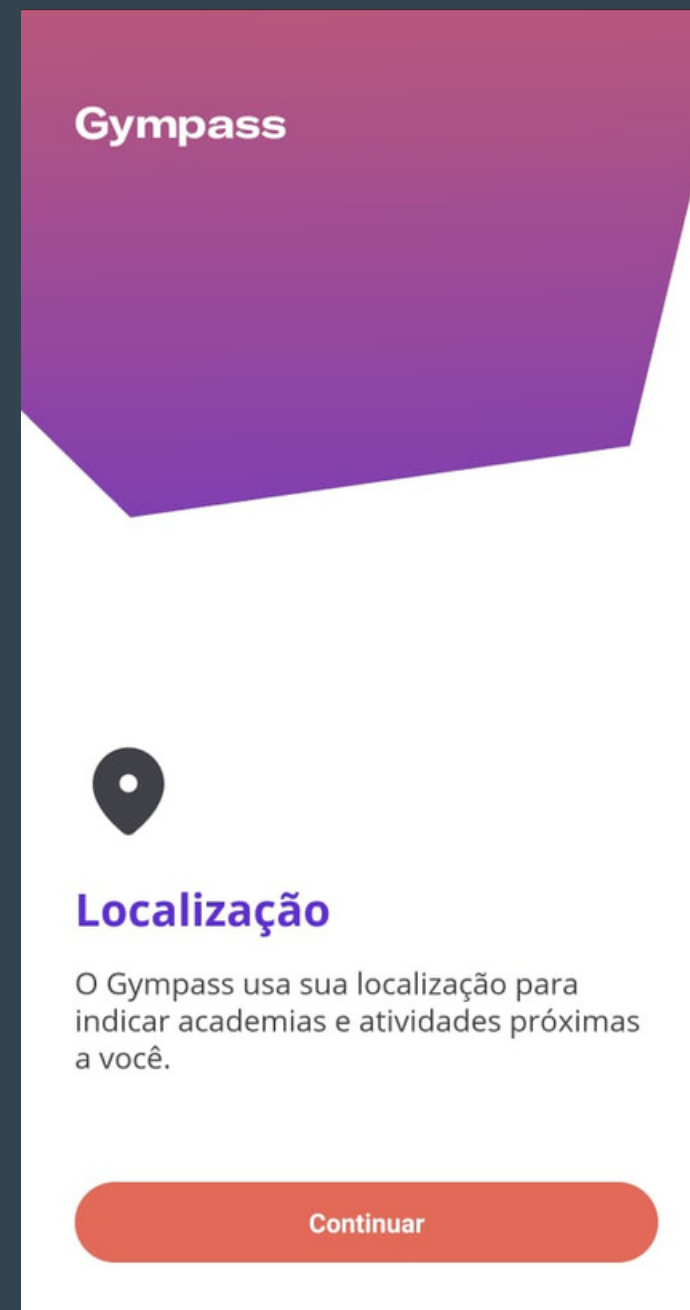 Gympass
Localização
O Gympass usa sua localização para
indicar academias e atividades próximas
a você.
Continuar